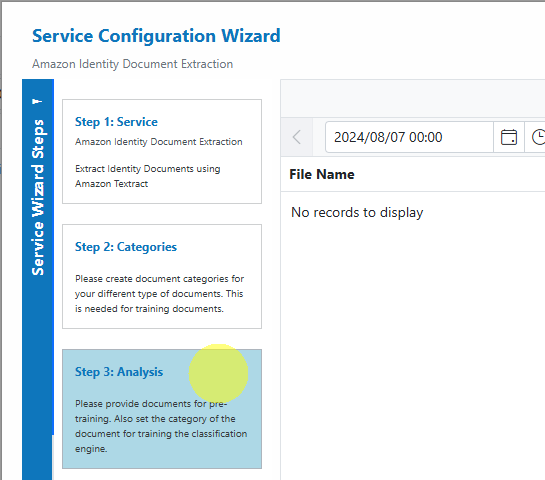 Service Configuration Wizard
Amazon Identity Document Extraction
Service Wizard Steps
Step 1: Service
Amazon Identity Document Extraction
Extract Identity Documents using
Amazon Textract
Step 2: Categories
Please create document categories for
your different type of documents. This
is needed for training documents.
Step 3: Analysis
Please provide documents for pre-
training. Also set the category of the
document for training the classification
engine.
2024/08/07 00:00
File Name
No records to display